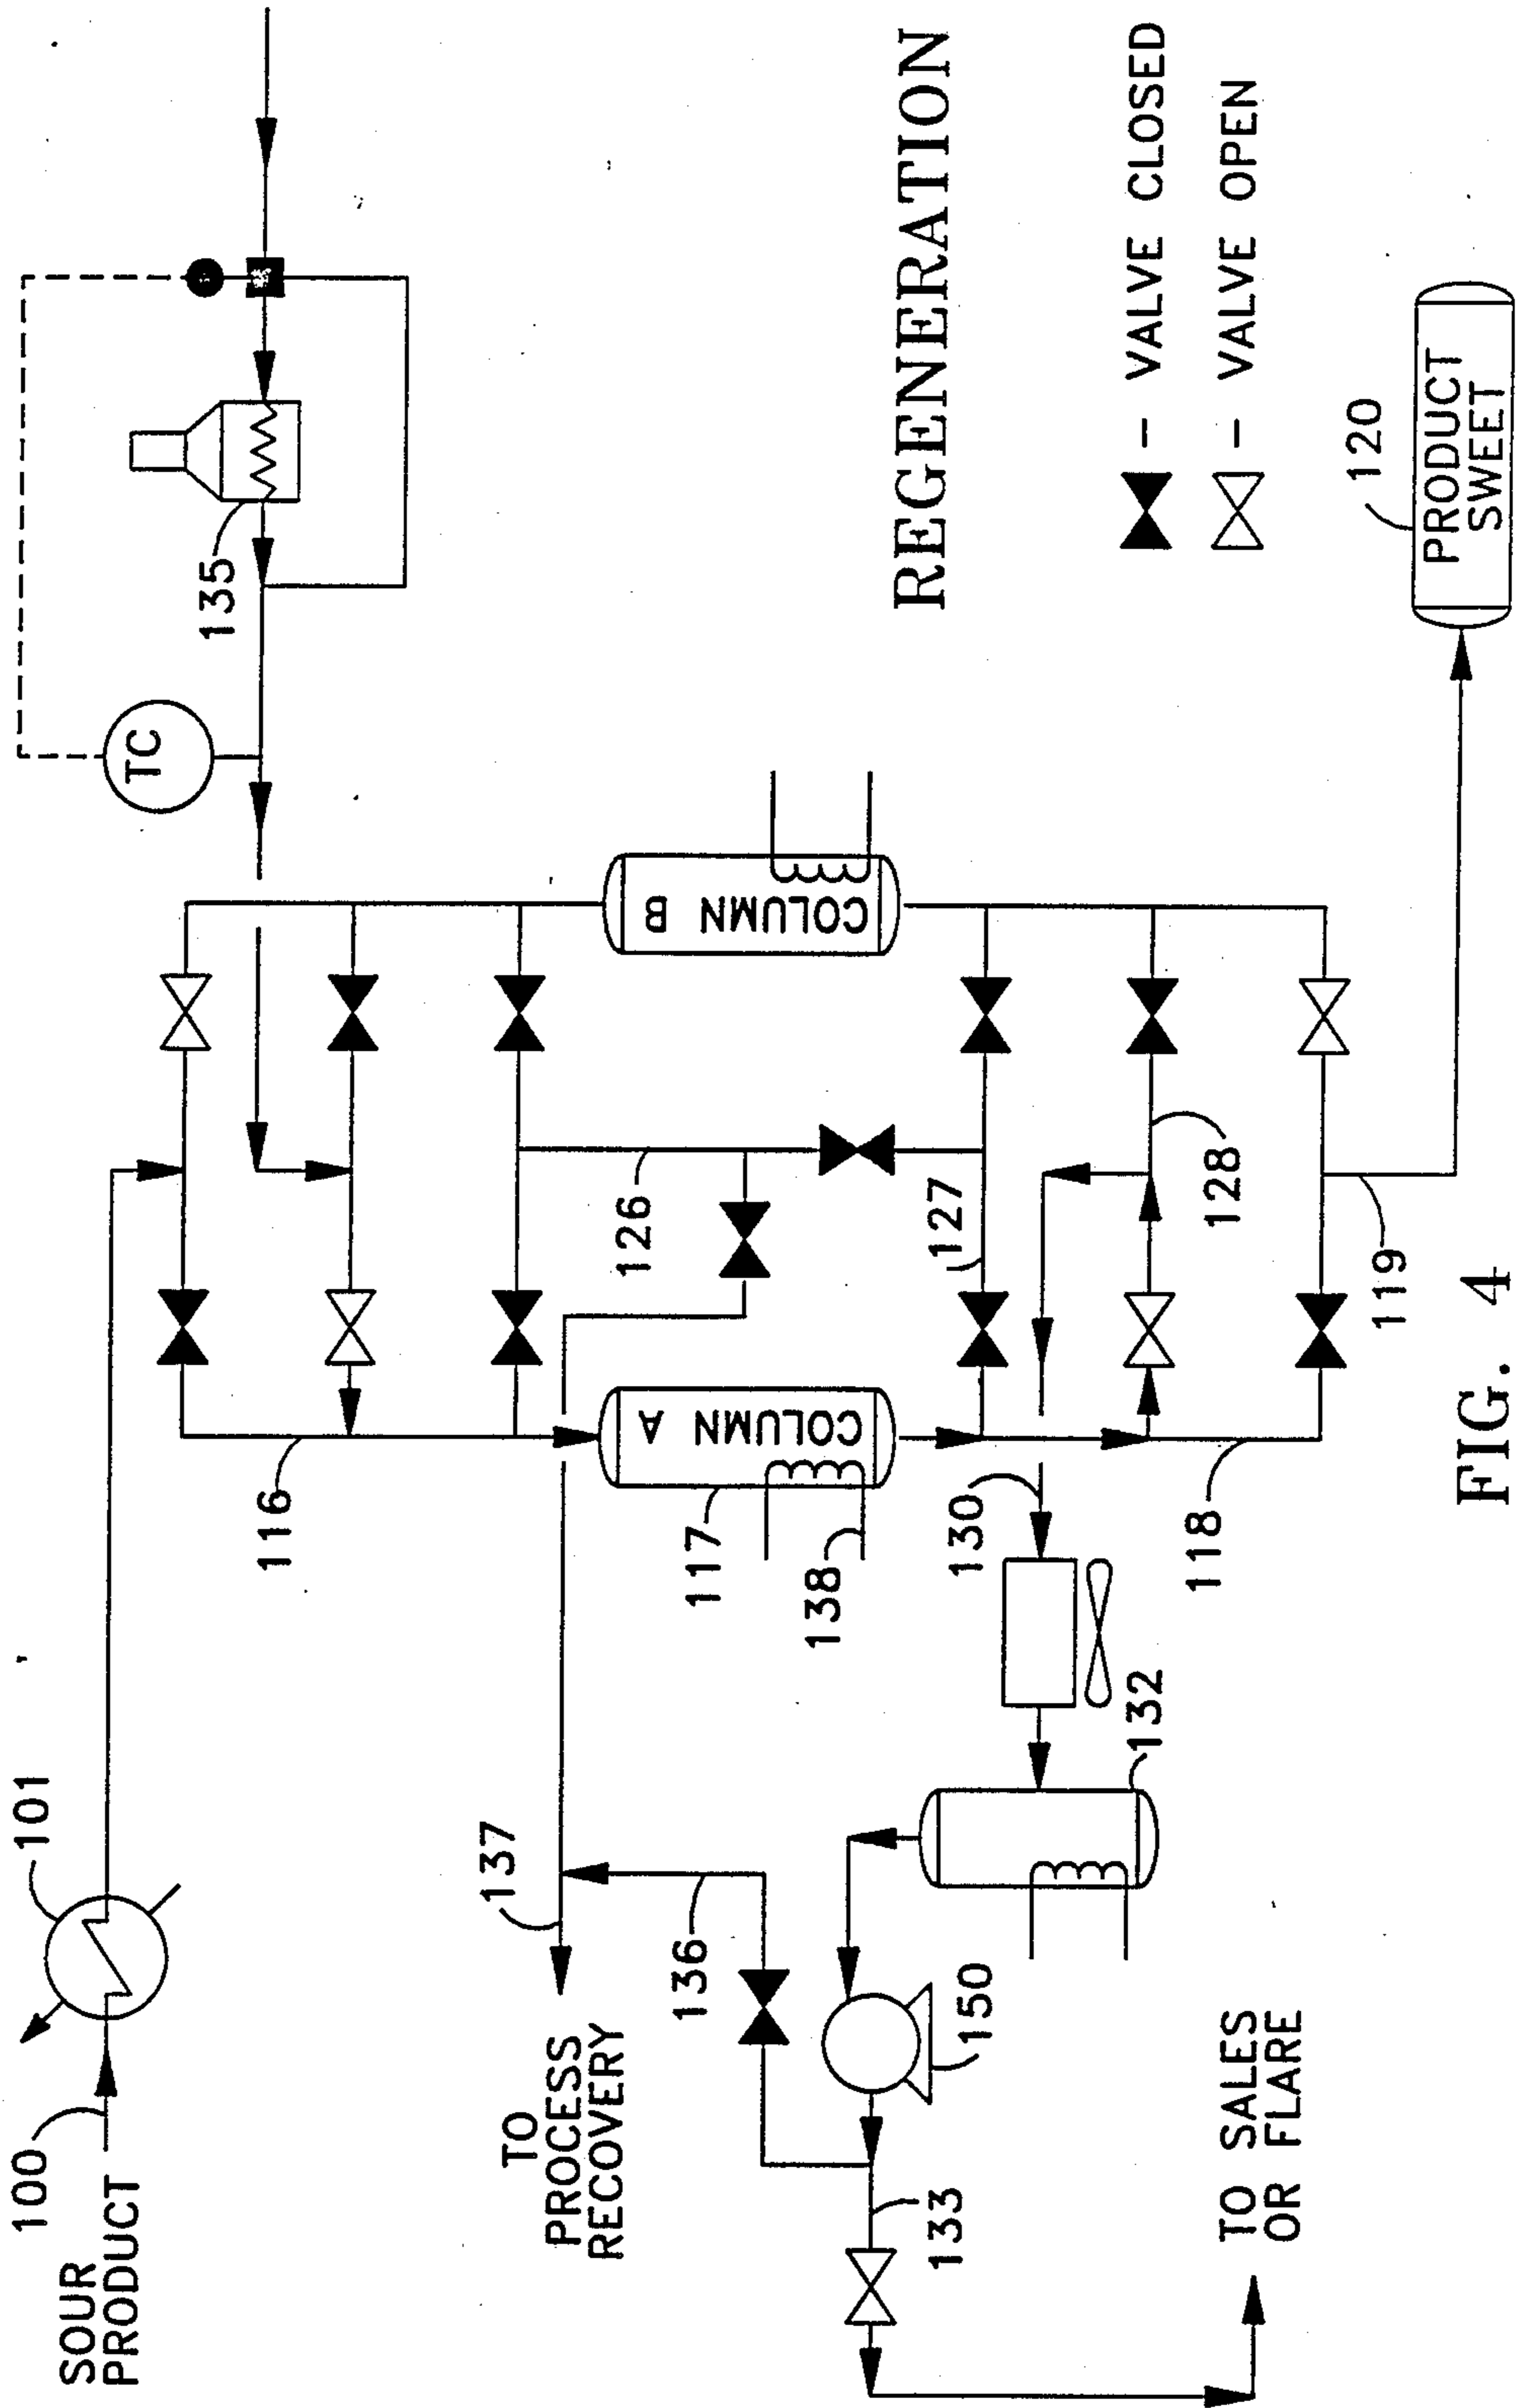 SOUR
PRODUCT
100
101
116
TO
PROCESS
RECOVERY
137
136
150
133
TO SALES
OR FLARE
132
130
117
138
118
COLUMN A
COLUMN B
126
127
128
119
TC
135
REGENERATION
- VALVE CLOSED
- VALVE OPEN
120
PRODUCT
SWEET
FIG. 4